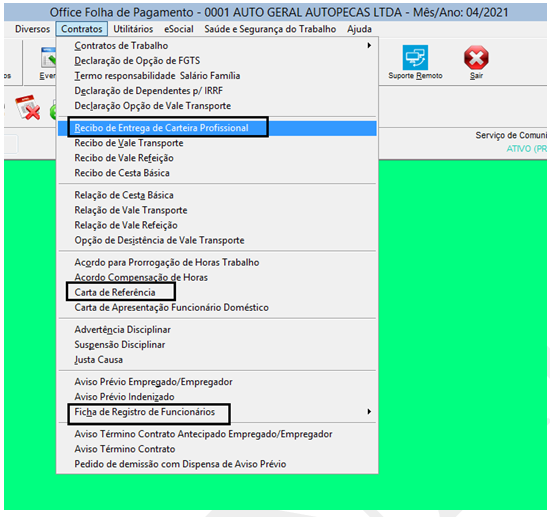 Office Folha de Pagamento - 0001 AUTO GERAL AUTOPECAS LTDA - Mês/Ano: 04/2021
Diversos Contratos Utilitários eSocial Saúde e Segurança do Trabalho Ajuda
Contratos de Trabalho
Declaração de Opção de FGTS
Termo responsabilidade Salário Família
Declaração de Dependentes p/ IRRF
Declaração Opção de Vale Transporte
Suporte Remoto
Sair
Recibo de Entrega de Carteira Profissional
Recibo de Vale Transporte
Recibo de Vale Refeição
Recibo de Cesta Básica
Serviço de Comuni
ATIVO (PR
Relação de Cesta Básica
Relação de Vale Transporte
Relação de Vale Refeição
Opção de Desistência de Vale Transporte
Acordo para Prorrogação de Horas Trabalho
Acordo Compensação de Horas
Carta de Referência
Carta de Apresentação Funcionário Doméstico
Advertência Disciplinar
Suspensão Disciplinar
Justa Causa
Aviso Prévio Empregado/Empregador
Aviso Prévio Indenizado
Ficha de Registro de Funcionários
Aviso Término Contrato Antecipado Empregado/Empregador
Aviso Término Contrato
Pedido de demissão com Dispensa de Aviso Prévio